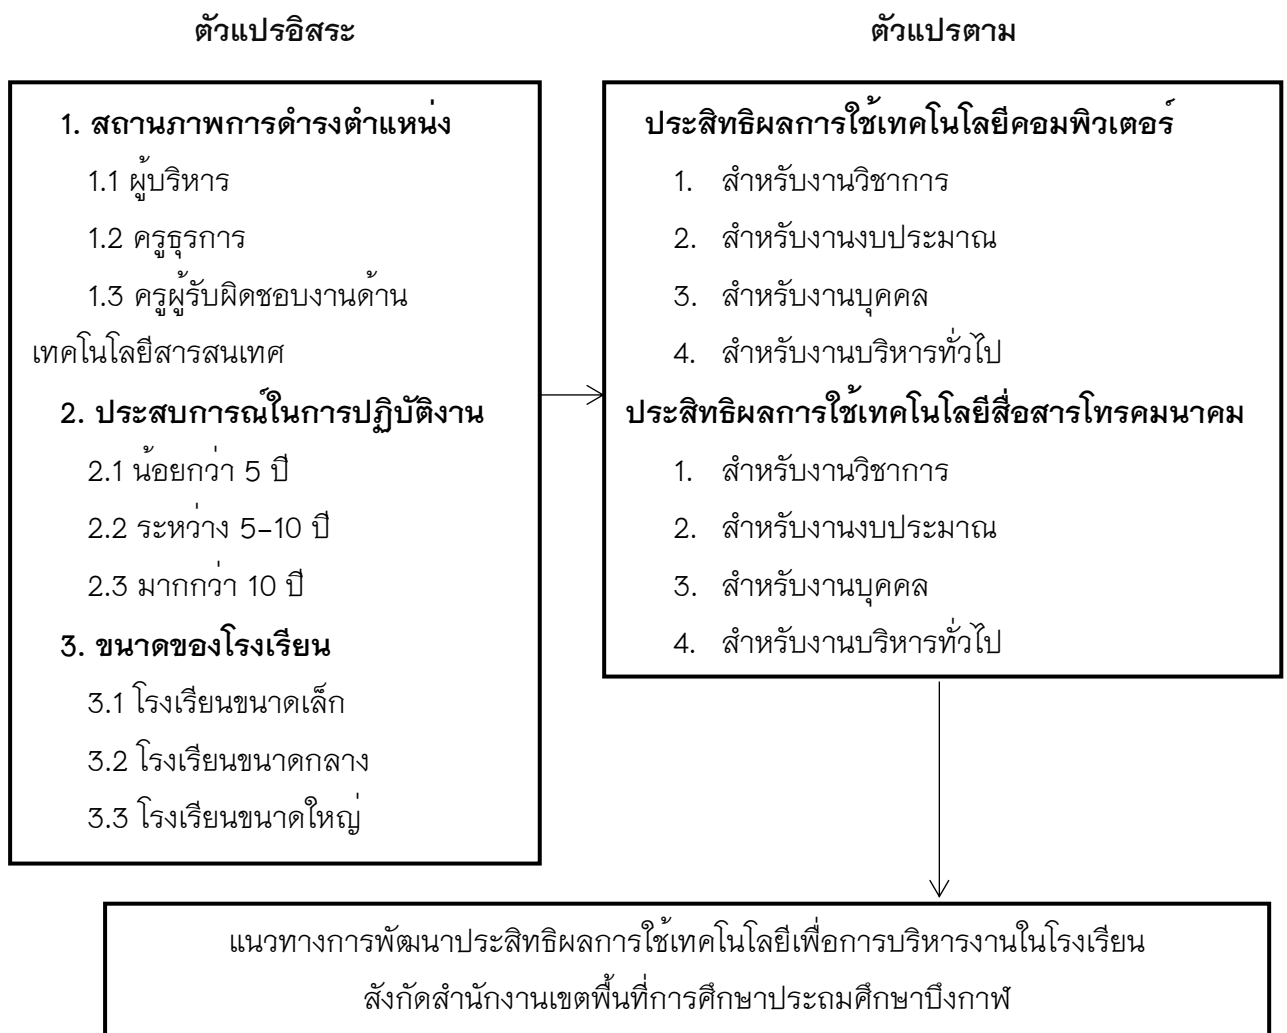 ตัวแปรอิสระ
ตัวแปรตาม
1. สถานภาพการดำรงตำแหน่ง
1.1 ผู้บริหาร
1.2 ครูธุรการ
1.3 ครูผู้รับผิดชอบงานด้าน
เทคโนโลยีสารสนเทศ
2. ประสบการณ์ในการปฏิบัติงาน
2.1 น้อยกว่า 5 ปี
2.2 ระหว่าง 5-10 ปี
2.3 มากกว่า 10 ปี
3. ขนาดของโรงเรียน
3.1 โรงเรียนขนาดเล็ก
3.2 โรงเรียนขนาดกลาง
3.3 โรงเรียนขนาดใหญ่
ประสิทธิผลการใช้เทคโนโลยีคอมพิวเตอร์
1. สำหรับงานวิชาการ
2. สำหรับงานงบประมาณ
3. สำหรับงานบุคคล
4. สำหรับงานบริหารทั่วไป
ประสิทธิผลการใช้เทคโนโลยีสื่อสารโทรคมนาคม
1. สำหรับงานวิชาการ
2. สำหรับงานงบประมาณ
3. สำหรับงานบุคคล
4. สำหรับงานบริหารทั่วไป
แนวทางการพัฒนาประสิทธิผลการใช้เทคโนโลยีเพื่อการบริหารงานในโรงเรียน
สังกัดสำนักงานเขตพื้นที่การศึกษาประถมศึกษาบึงกาฬ